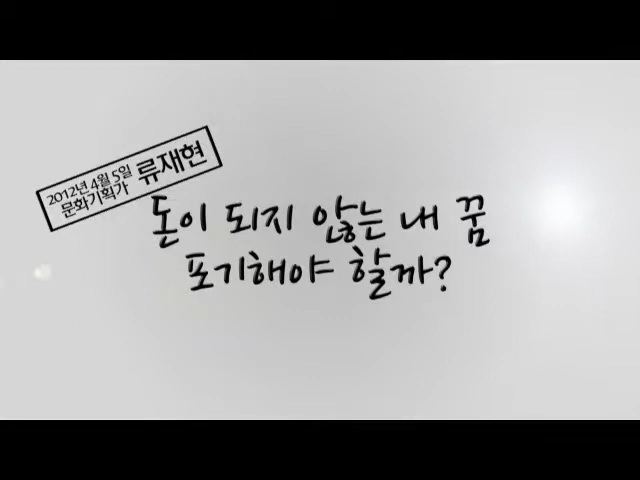 2012년 4월 5일
문화기획가
류재현
돈이 되지 않는 내 꿈
포기해야 할까?